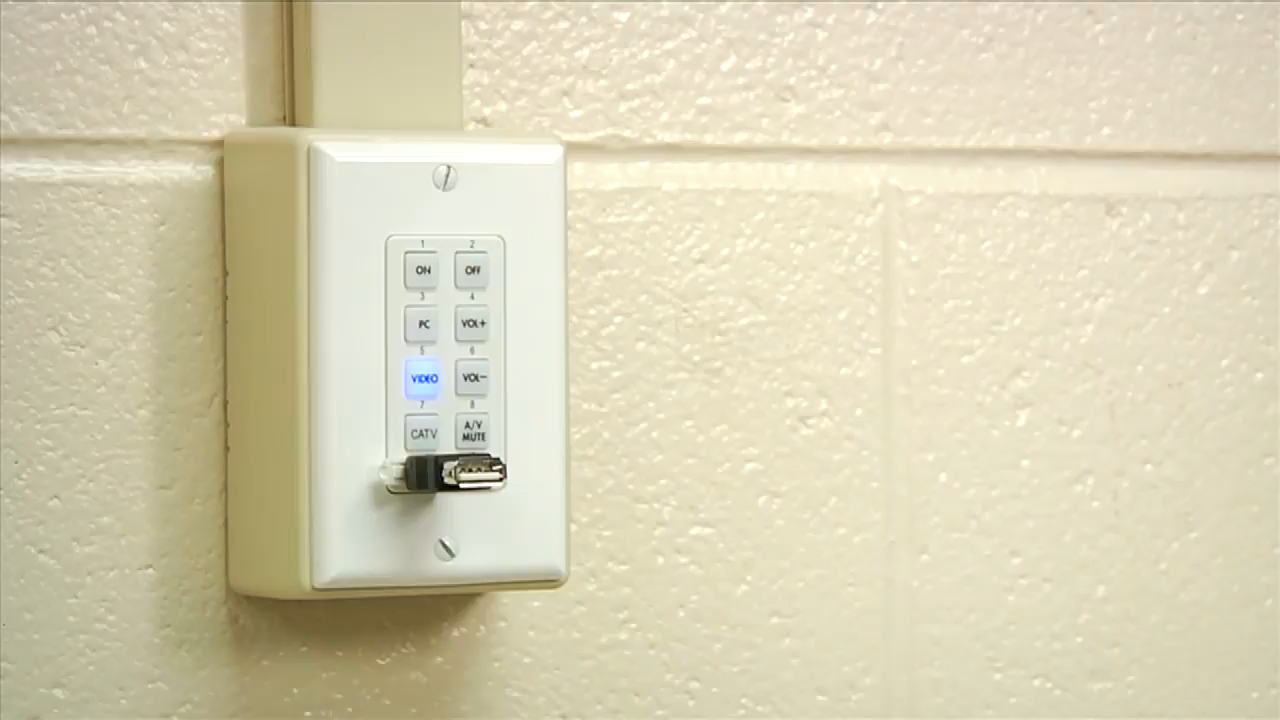 1 2
ON OFF
3 4
PC VOL+
5 6
VIDEO VOL−
7 8
CATV A/V
MUTE